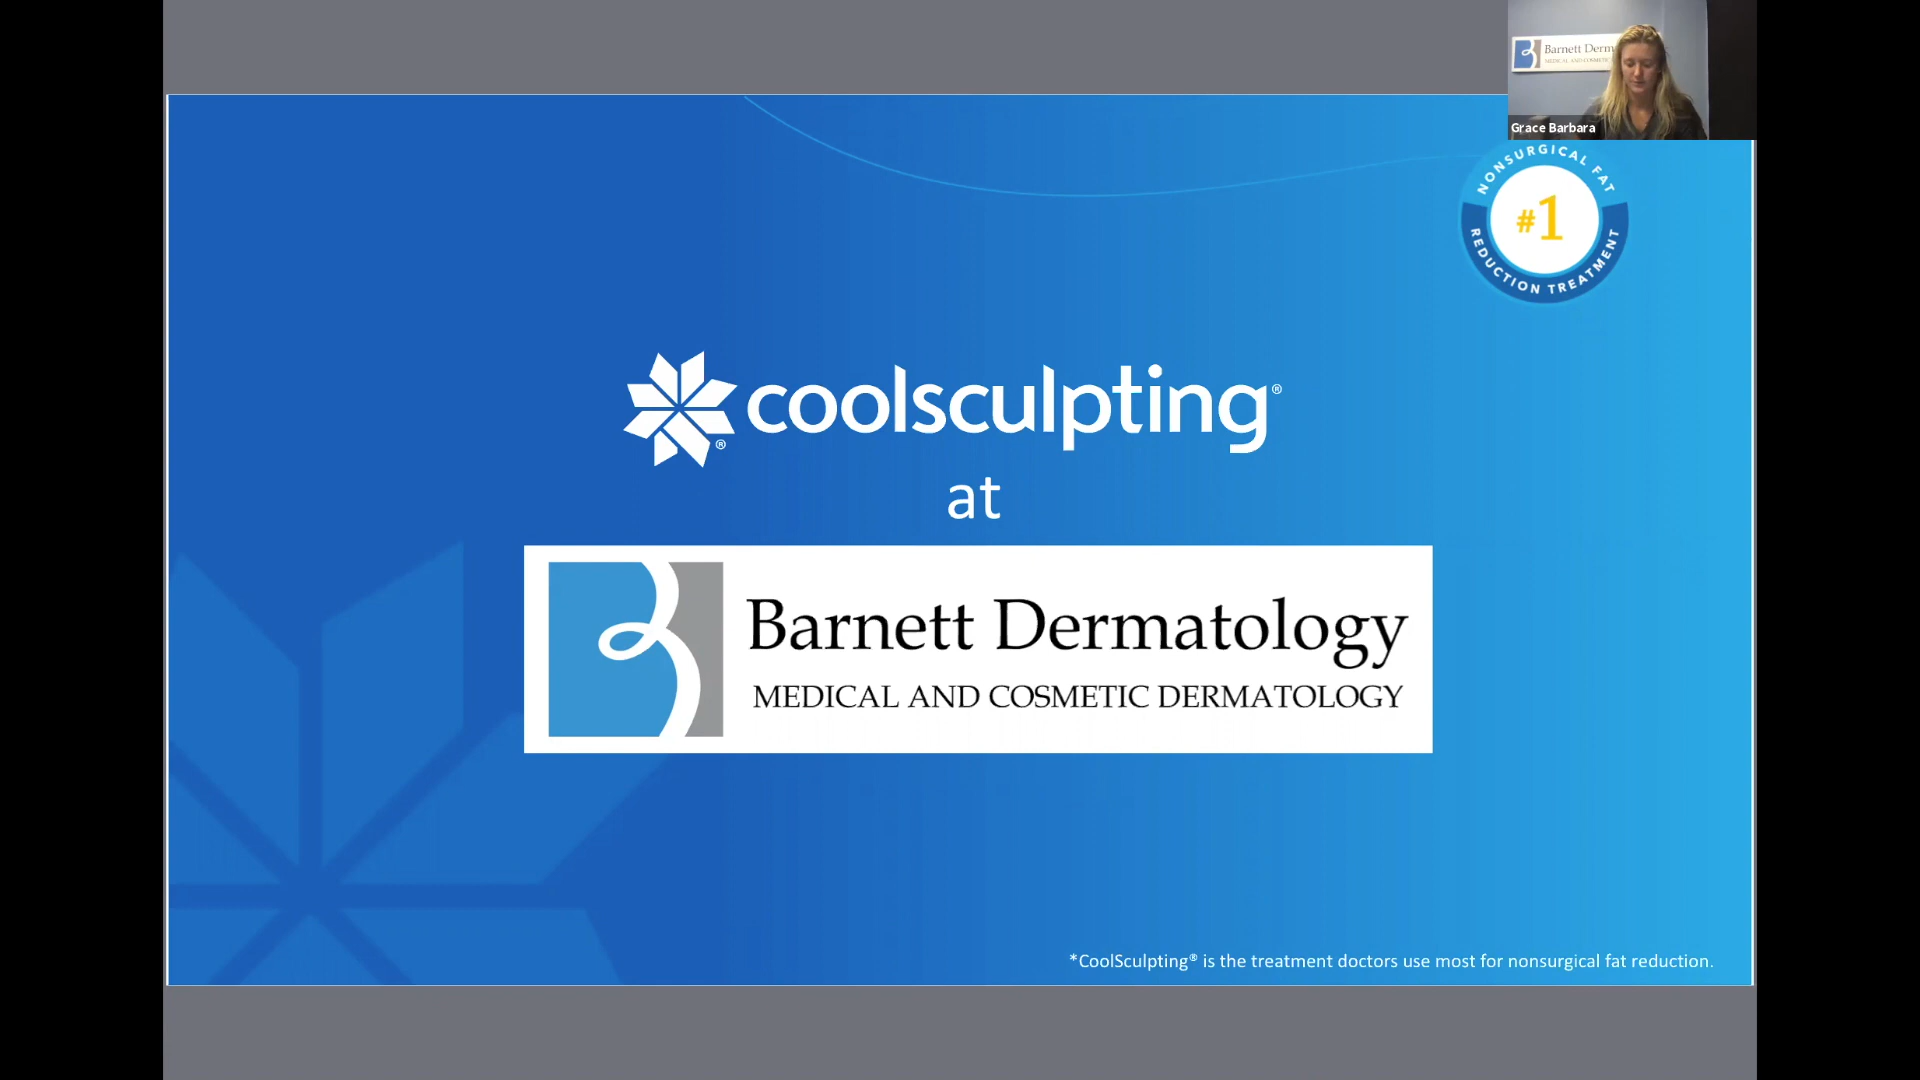 Barnett Derm
Grace Barbara
NONSURGICAL FAT
#1
REDUCTION TREATMENT
coolsculpting®
®
at
Barnett Dermatology
MEDICAL AND COSMETIC DERMATOLOGY
*CoolSculpting® is the treatment doctors use most for nonsurgical fat reduction.